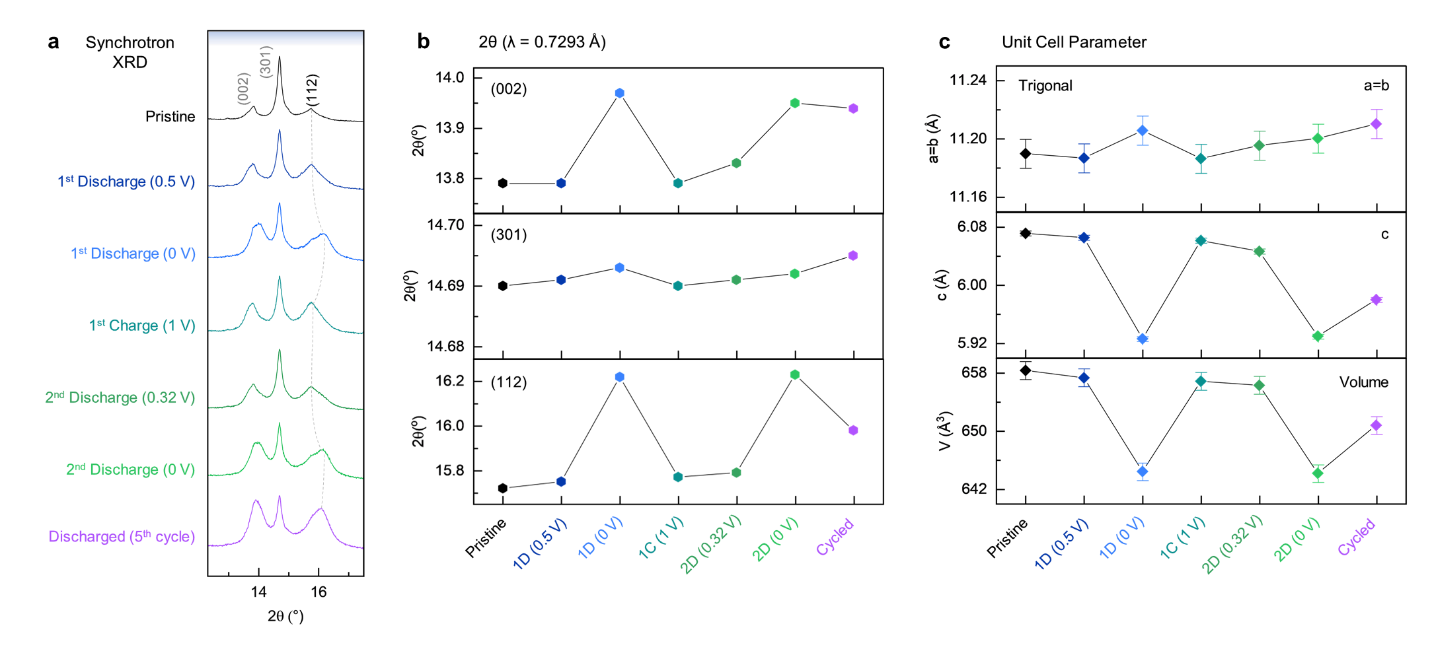 a
Synchrotron
XRD
(002)
(301)
(112)
Pristine
1st Discharge (0.5 V)
1st Discharge (0 V)
1st Charge (1 V)
2nd Discharge (0.32 V)
2nd Discharge (0 V)
Discharged (5th cycle)
14
16
2θ (°)
b
2θ (λ = 0.7293 Å)
(002)
14.0
13.9
13.8
2θ(°)
(301)
14.70
14.69
14.68
2θ(°)
(112)
16.2
16.0
15.8
2θ(°)
Pristine
1D (0.5 V)
1D (0 V)
1C (1 V)
2D (0.32 V)
2D (0 V)
Cycled
c
Unit Cell Parameter
Trigonal
a=b
11.24
11.20
11.16
a=b (Å)
c
6.08
6.00
5.92
c (Å)
Volume
658
650
642
V (Å³)
Pristine
1D (0.5 V)
1D (0 V)
1C (1 V)
2D (0.32 V)
2D (0 V)
Cycled